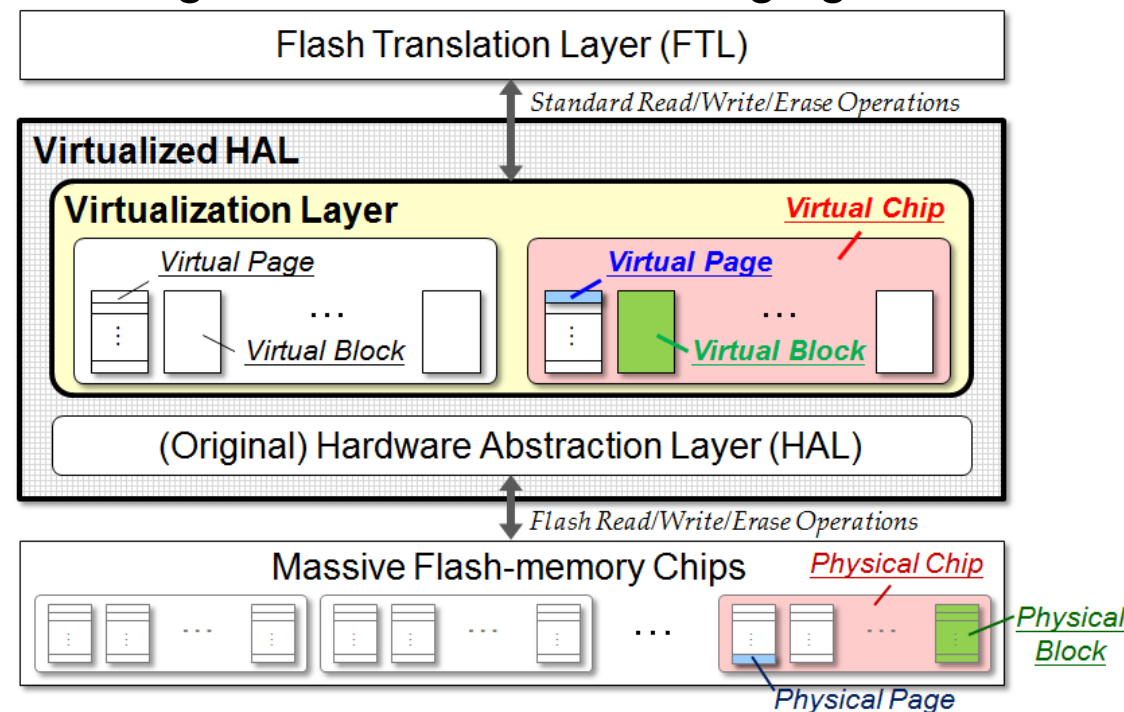 Flash Translation Layer (FTL)
Standard Read/Write/Erase Operations
Virtualized HAL
Virtualization Layer
Virtual Chip
Virtual Page
Virtual Page
...
...
Virtual Block
Virtual Block
(Original) Hardware Abstraction Layer (HAL)
Flash Read/Write/Erase Operations
Massive Flash-memory Chips
Physical Chip
...
...
...
...
Physical
Block
Physical Page